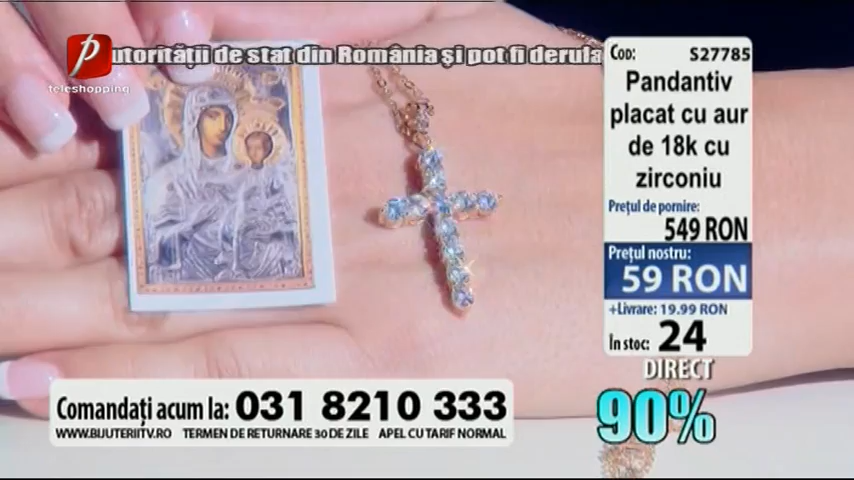 utorității de stat din România și pot fi derula
P
teleshopping
Cod: S27785
Pandantiv
placat cu aur
de 18k cu
zirconiu
Prețul de pornire:
549 RON
Prețul nostru:
59 RON
+Livrare: 19.99 RON
În stoc: 24
DIRECT
90%
Comandați acum la: 031 8210 333
WWW.BIJUTERIITV.RO TERMEN DE RETURNARE 30 DE ZILE APEL CU TARIF NORMAL